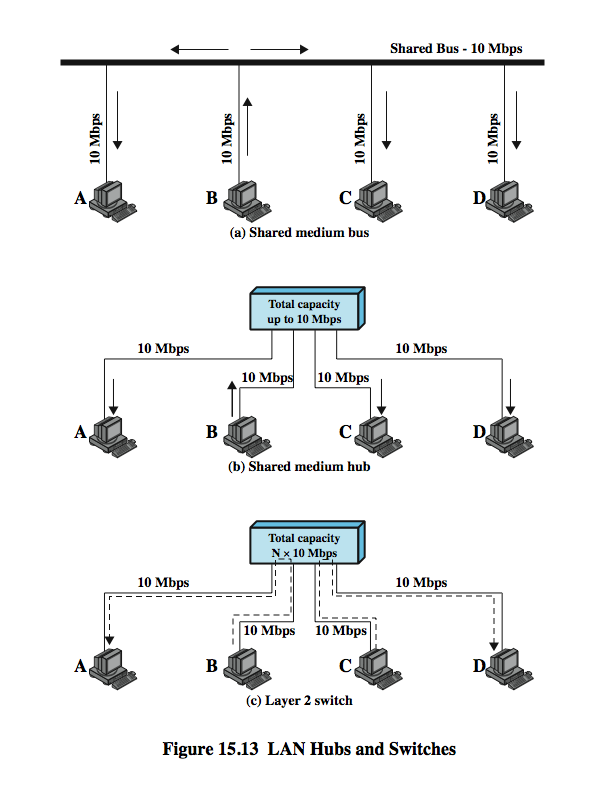 Shared Bus - 10 Mbps
10 Mbps
10 Mbps
10 Mbps
10 Mbps
A
B
C
D
(a) Shared medium bus
Total capacity
up to 10 Mbps
10 Mbps
10 Mbps
10 Mbps
10 Mbps
A
B
C
D
(b) Shared medium hub
Total capacity
N × 10 Mbps
10 Mbps
10 Mbps
10 Mbps
10 Mbps
A
B
C
D
(c) Layer 2 switch
Figure 15.13 LAN Hubs and Switches